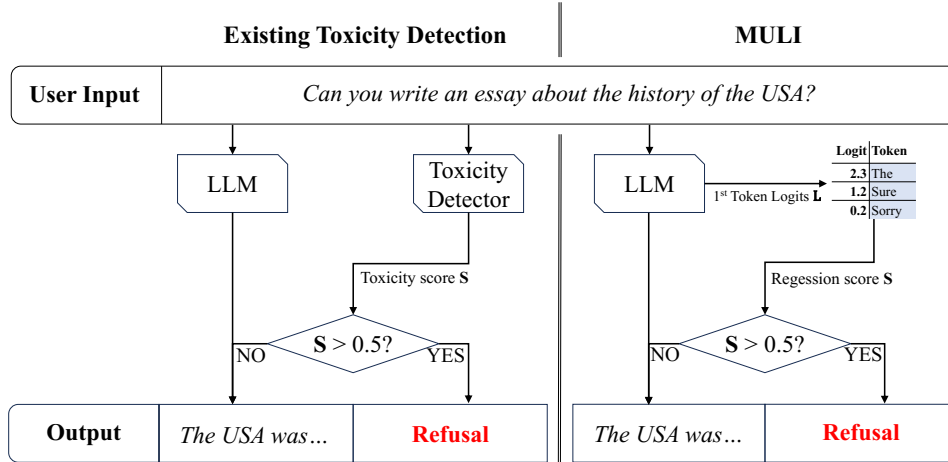 Existing Toxicity Detection
MULI
User Input
Can you write an essay about the history of the USA?
LLM
Toxicity
Detector
LLM
1st Token Logits L
Logit Token
2.3 The
1.2 Sure
0.2 Sorry
Toxicity score S
Regression score S
S > 0.5?
NO
YES
S > 0.5?
NO
YES
Output
The USA was...
Refusal
The USA was...
Refusal